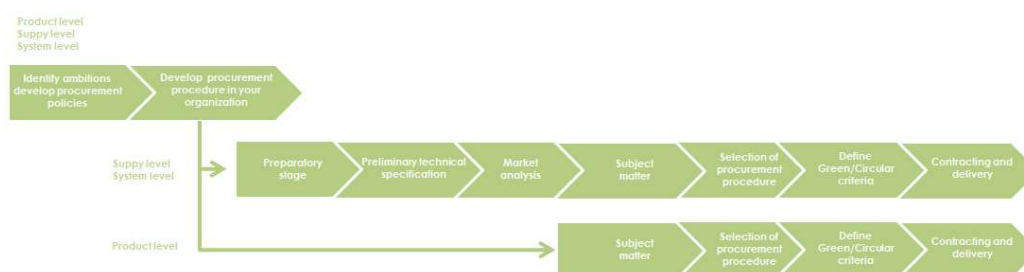 Product level
Suppy level
System level
Identify ambitions
develop procurement
policies
Develop procurement
procedure in your
organization
Suppy level
System level
Preparatory
stage
Preliminary technical
specification
Market
analysis
Subject
matter
Selection of
procurement
procedure
Define
Green/Circular
criteria
Contracting and
delivery
Product level
Subject
matter
Selection of
procurement
procedure
Define
Green/Circular
criteria
Contracting and
delivery